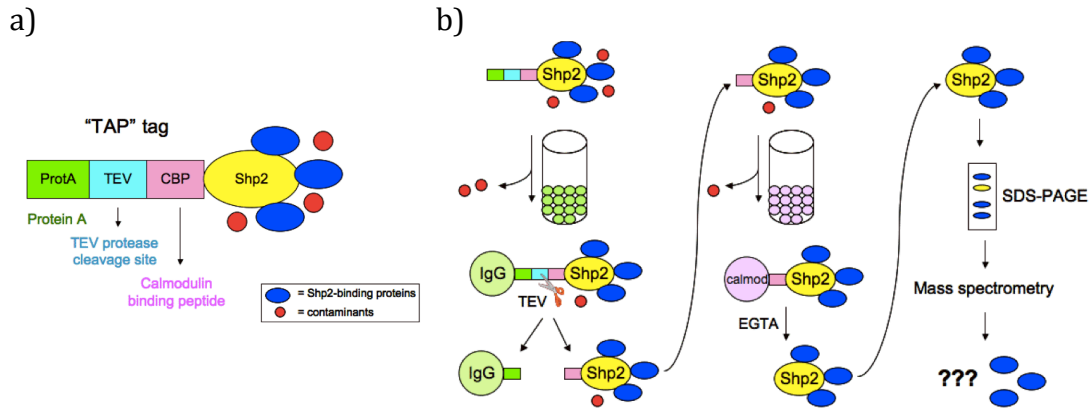 a)
"TAP" tag
ProtA
TEV
CBP
Shp2
Protein A
TEV protease
cleavage site
Calmodulin
binding peptide
= Shp2-binding proteins
= contaminants
b)
Shp2
IgG
Shp2
TEV
IgG
Shp2
Shp2
calmod
Shp2
EGTA
Shp2
Shp2
SDS-PAGE
Mass spectrometry
???